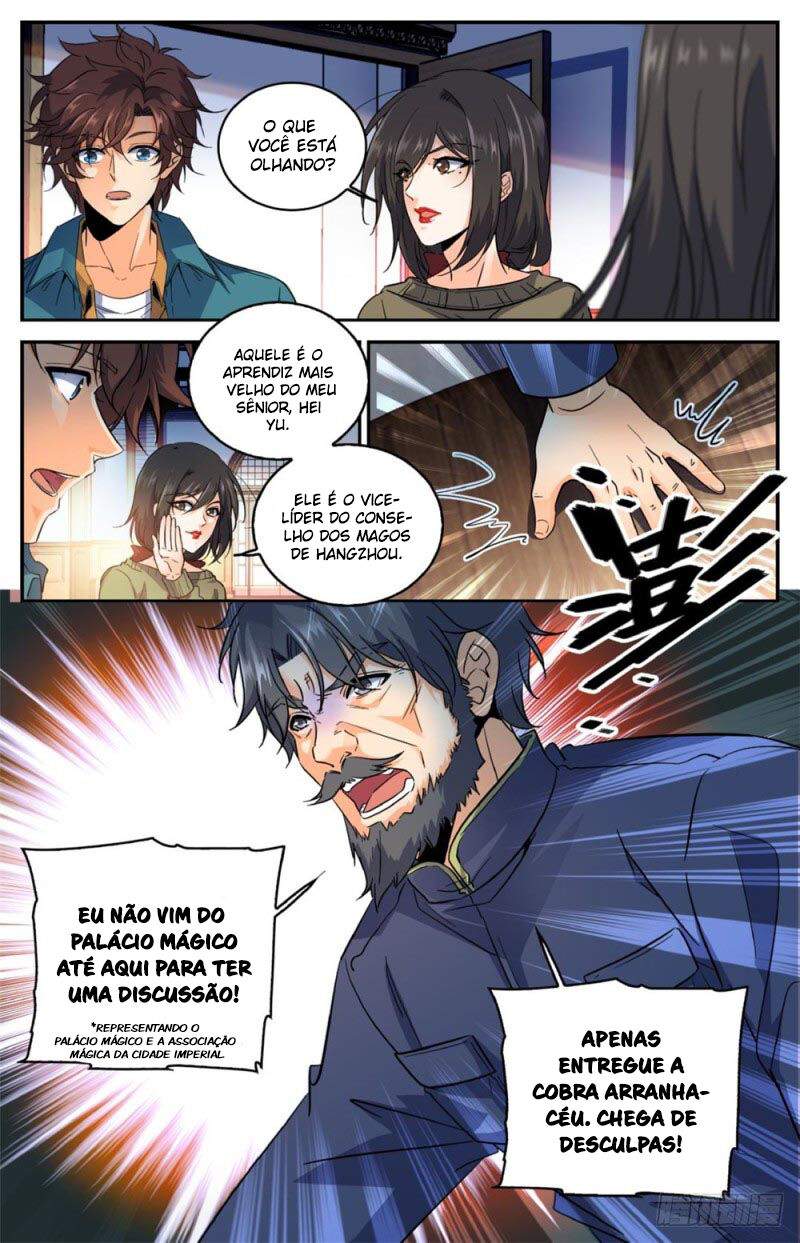 O QUE
VOCÊ ESTÁ
OLHANDO?
AQUELE É O
APRENDIZ MAIS
VELHO DO MEU
SÊNIOR, HEI
YU.
ELE É O VICE-
LÍDER DO CONSE-
LHO DOS MAGOS
DE HANGZHOU.
澎
EU NÃO VIM DO
PALÁCIO MÁGICO
ATÉ AQUI PARA TER
UMA DISCUSSÃO!
*REPRESENTANDO O
PALÁCIO MÁGICO E A ASSOCIAÇÃO
MÁGICA DA CIDADE IMPERIAL.
APENAS
ENTREGUE A
COBRA ARRANHA-
CÉU. CHEGA DE
DESCULPAS!